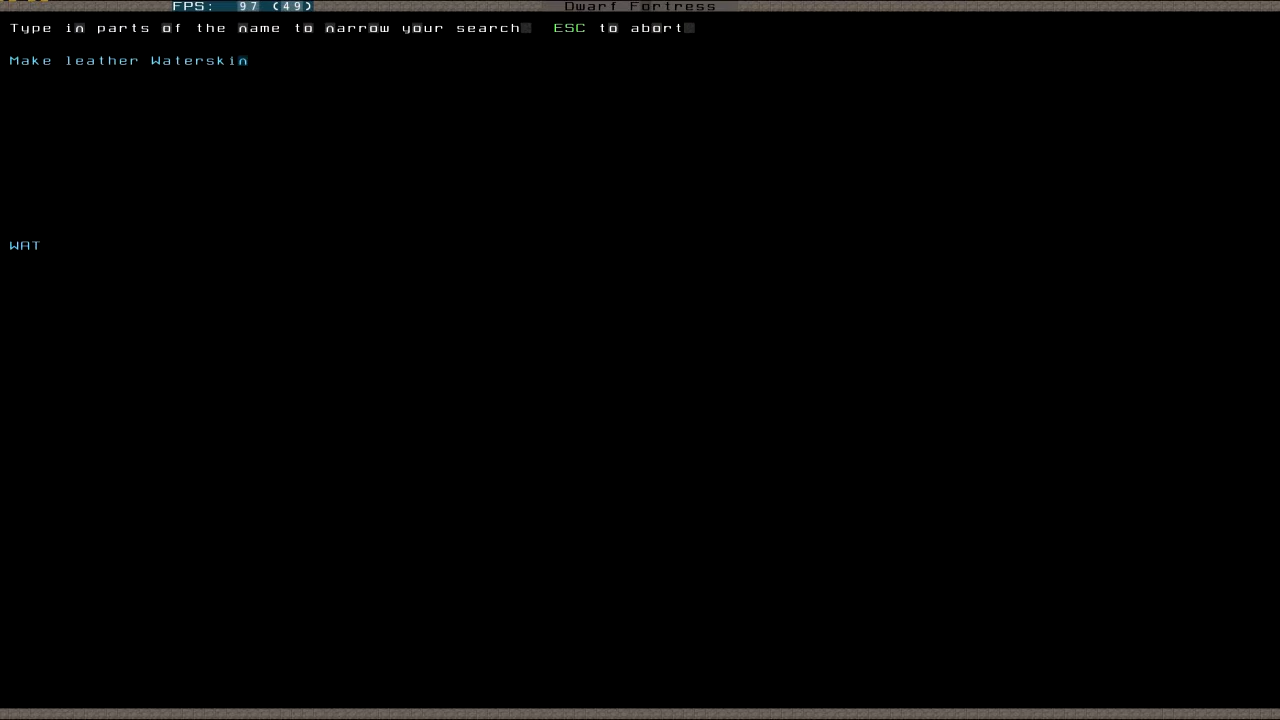 FPS: 97 (49) Dwarf Fortress
Type in parts of the name to narrow your search ESC to abort
Make leather Waterskin
WAT